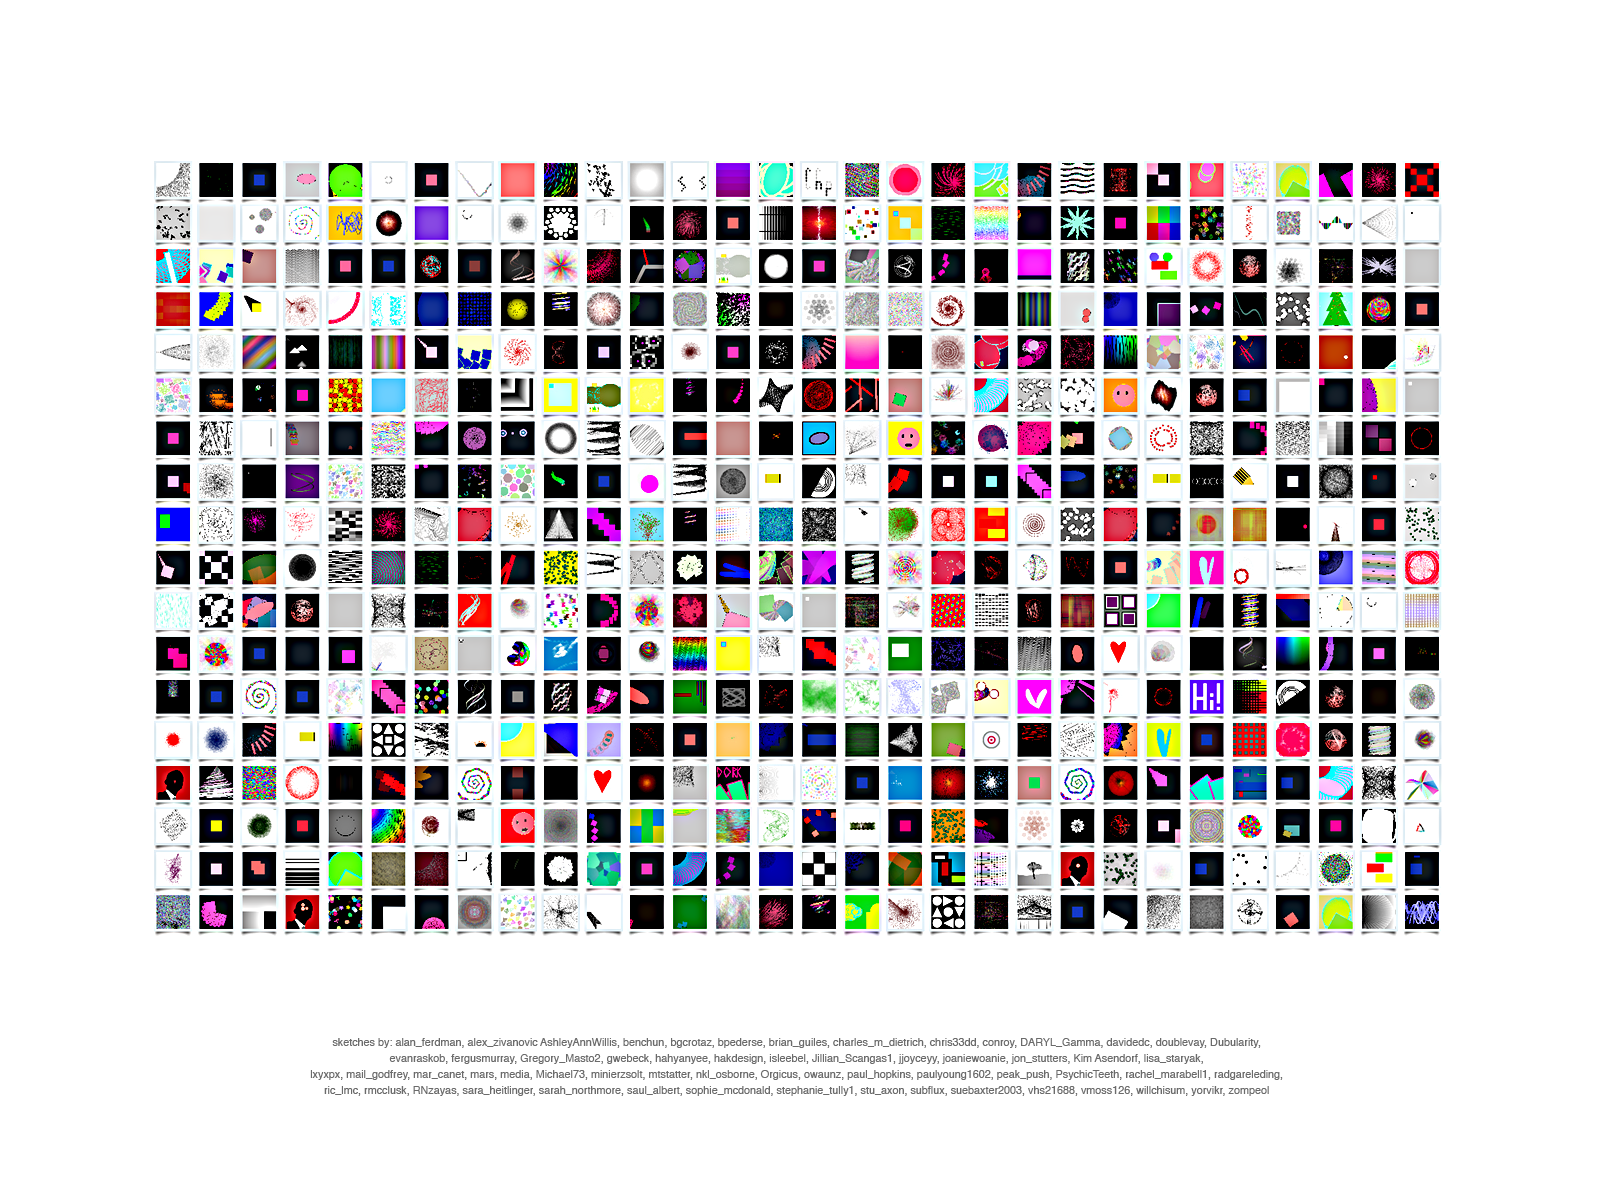 Chp
Hi!
DORK
sketches by: alan_ferdman, alex_zivanovic AshleyAnnWillis, benchun, bgcrotaz, bpederse, brian_guiles, charles_m_dietrich, chris33dd, conroy, DARYL_Gamma, davidedc, doublevay, Dubularity,
evanraskob, fergusmurray, Gregory_Masto2, gwebeck, hahyanyee, hakdesign, isleebel, Jillian_Scangas1, jjoyceyy, joaniewoanie, jon_stutters, Kim Asendorf, lisa_staryak,
lxyxpx, mail_godfrey, mar_canet, mars, media, Michael73, minierzsolt, mtstatter, nkl_osborne, Orgicus, owaunz, paul_hopkins, paulyoung1602, peak_push, PsychicTeeth, rachel_marabell1, radgareleding,
ric_lmc, rmcclusk, RNzayas, sara_heitlinger, sarah_northmore, saul_albert, sophie_mcdonald, stephanie_tully1, stu_axon, subflux, suebaxter2003, vhs21688, vmoss126, willchisum, yorvikr, zompeol